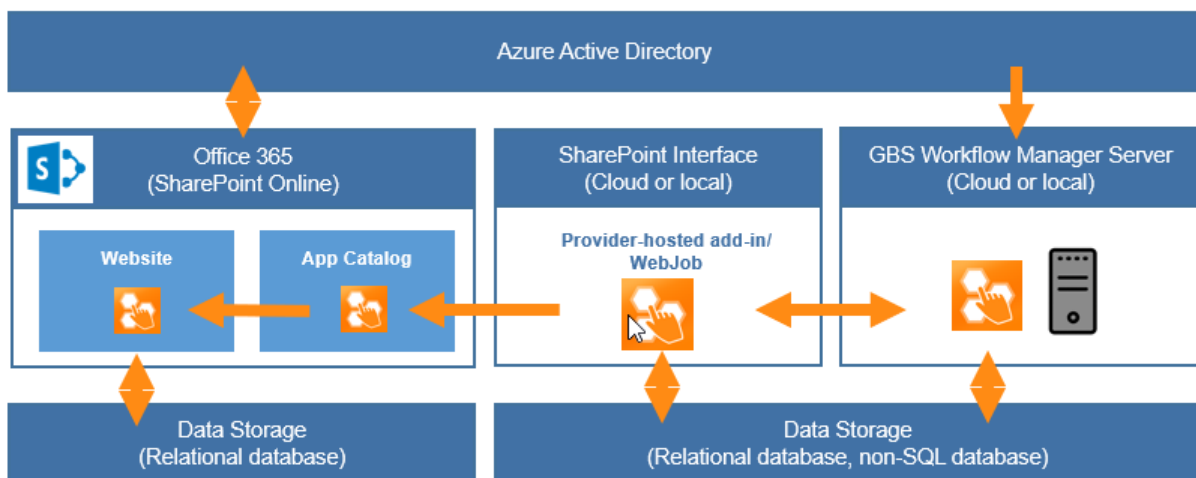 Azure Active Directory
Office 365
(SharePoint Online)
S
Website
App Catalog
SharePoint Interface
(Cloud or local)
Provider-hosted add-in/
WebJob
GBS Workflow Manager Server
(Cloud or local)
Data Storage
(Relational database)
Data Storage
(Relational database, non-SQL database)